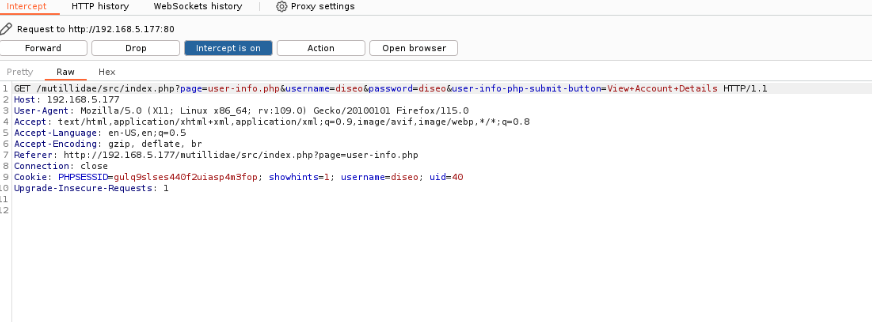 Intercept HTTP history WebSockets history Proxy settings
Request to http://192.168.5.177:80
Forward Drop Intercept is on Action Open browser
Pretty Raw Hex
1 GET /mutillidae/src/index.php?page=user-info.php&username=diseo&password=diseo&user-info-php-submit-button=View+Account+Details HTTP/1.1
2 Host: 192.168.5.177
3 User-Agent: Mozilla/5.0 (X11; Linux x86_64; rv:109.0) Gecko/20100101 Firefox/115.0
4 Accept: text/html,application/xhtml+xml,application/xml;q=0.9,image/avif,image/webp,*/*;q=0.8
5 Accept-Language: en-US,en;q=0.5
6 Accept-Encoding: gzip, deflate, br
7 Referer: http://192.168.5.177/mutillidae/src/index.php?page=user-info.php
8 Connection: close
9 Cookie: PHPSESSID=gulq9slses440f2uiasp4m3fop; showhints=1; username=diseo; uid=40
10 Upgrade-Insecure-Requests: 1
11
12